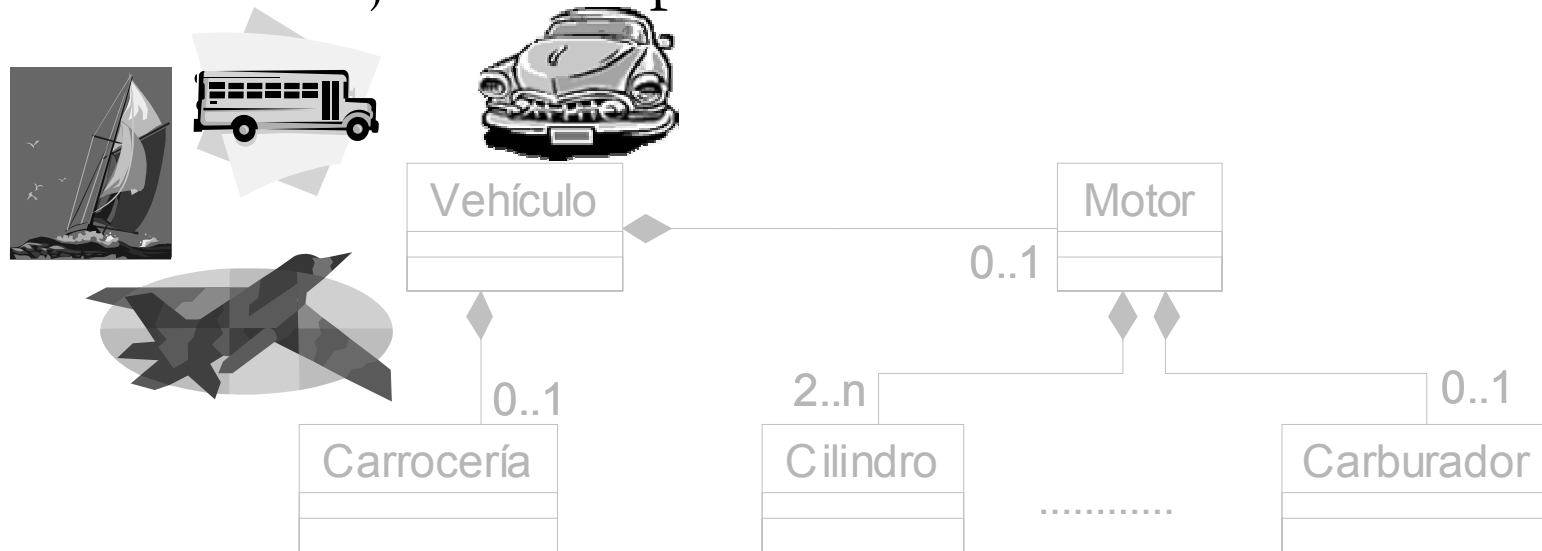 Vehículo
Motor
0..1
0..1
2..n
0..1
Carrocería
Cilindro
Carburador
............